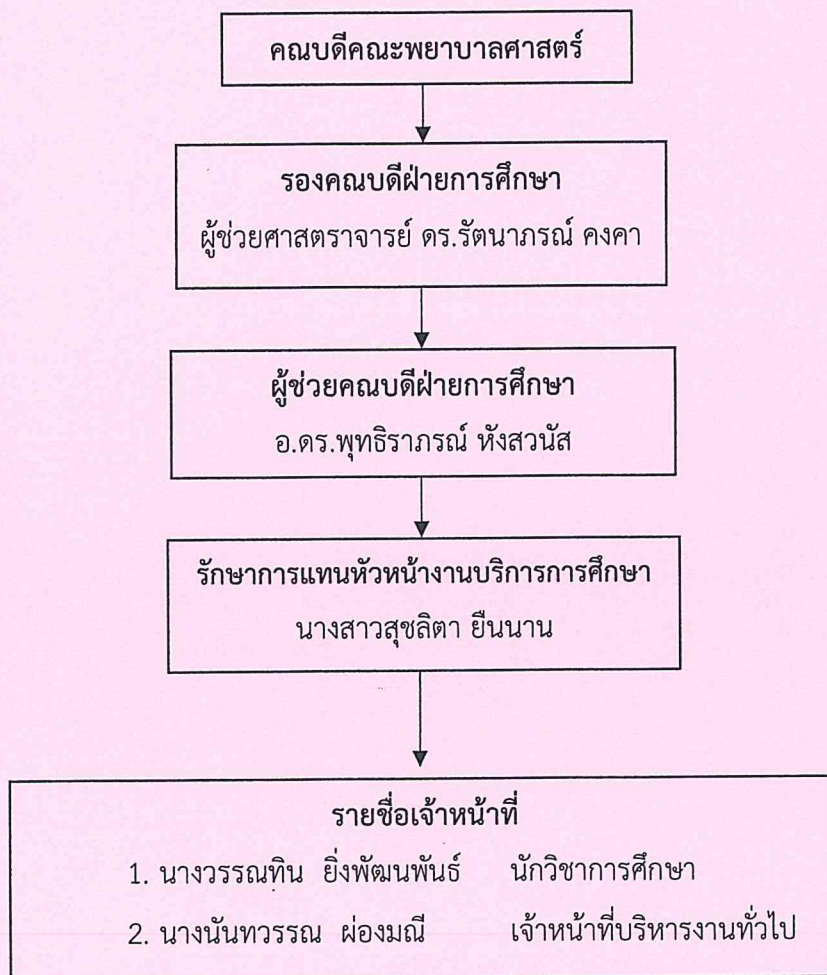 คณบดีคณะพยาบาลศาสตร์
รองคณบดีฝ่ายการศึกษา
ผู้ช่วยศาสตราจารย์ ดร.รัตนาภรณ์ คงคา
ผู้ช่วยคณบดีฝ่ายการศึกษา
อ.ดร.พุทธิราภรณ์ หังสวนัส
รักษาการแทนหัวหน้างานบริการการศึกษา
นางสาวสุชลิตา ยืนนาน
รายชื่อเจ้าหน้าที่
1. นางวรรณทิน ยิ่งพัฒนพันธ์ นักวิชาการศึกษา
2. นางนันทวรรณ ผ่องมณี เจ้าหน้าที่บริหารงานทั่วไป